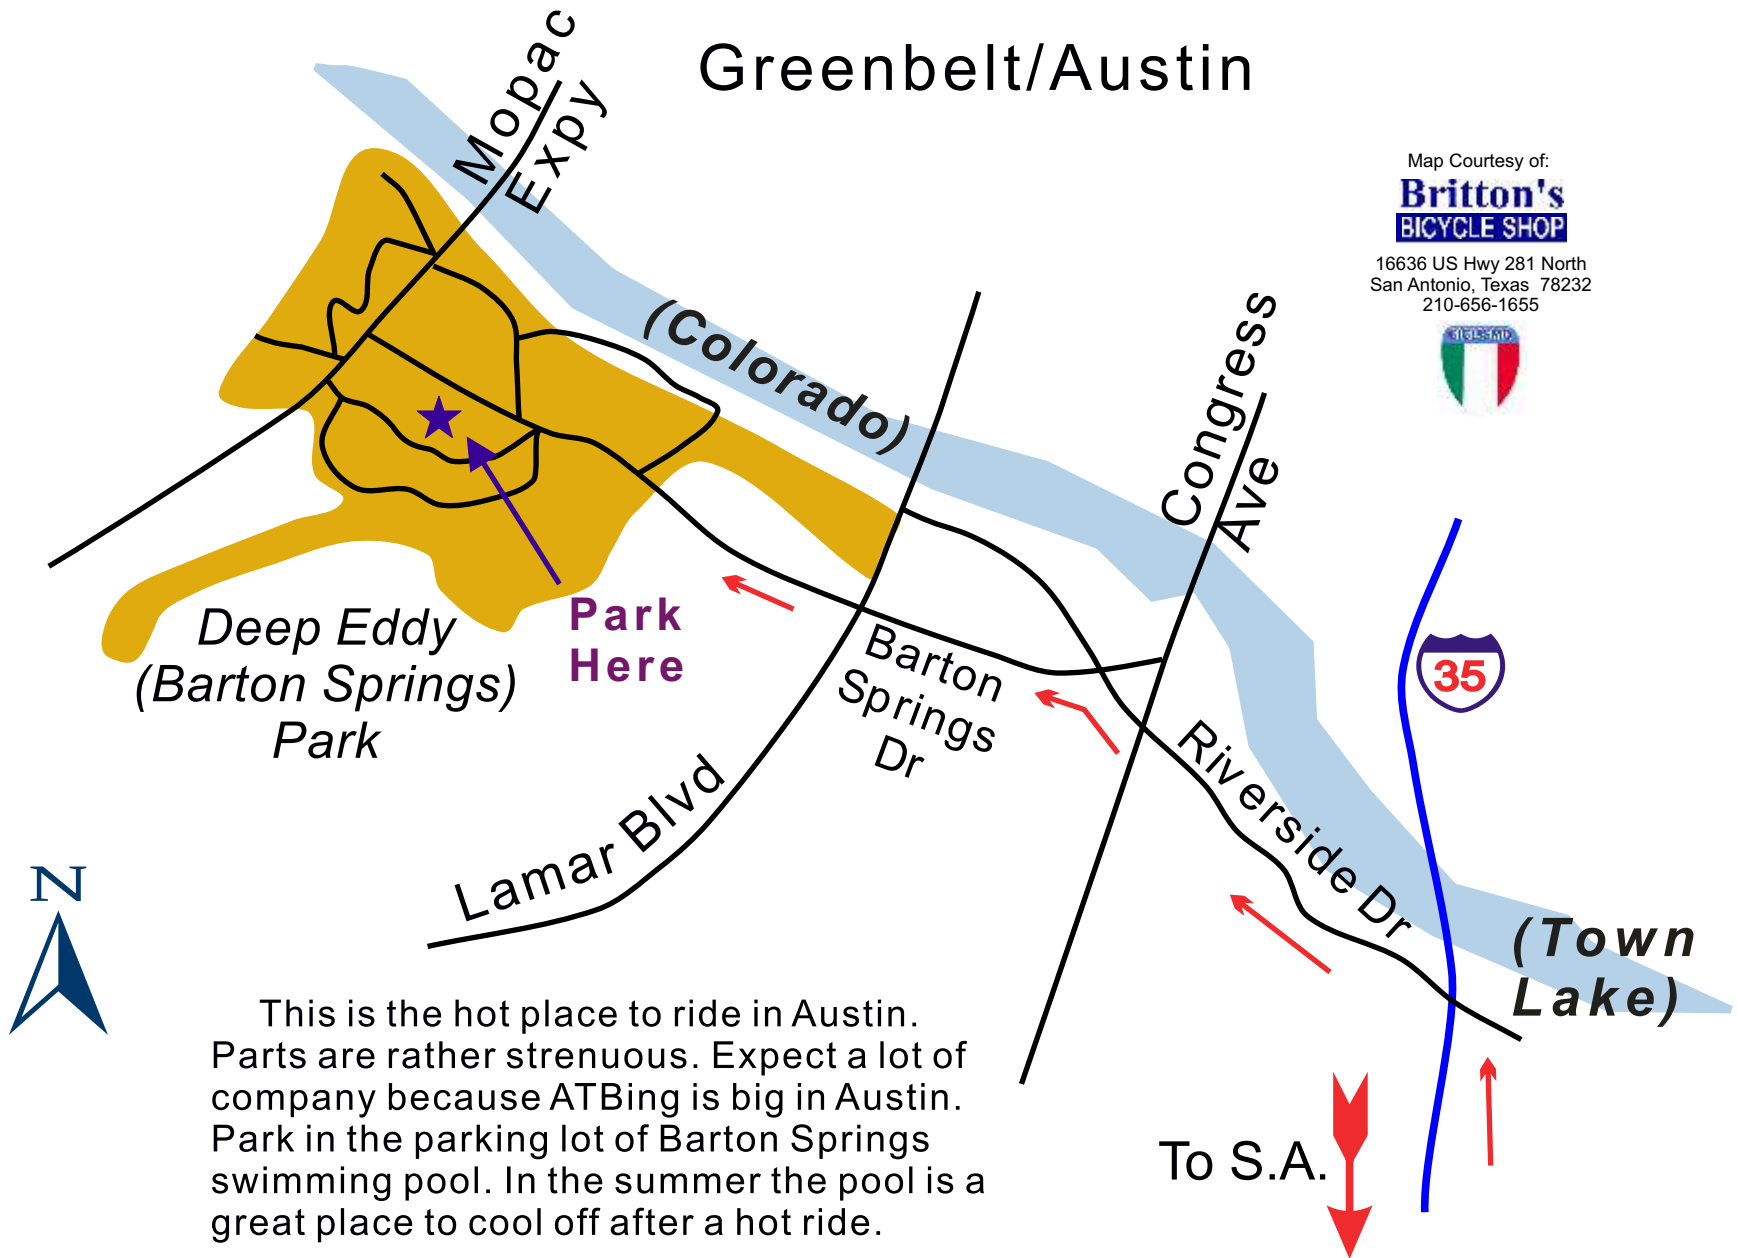 Greenbelt/Austin
Mopac
Expy
Map Courtesy of:
Britton's
BICYCLE SHOP
16636 US Hwy 281 North
San Antonio, Texas 78232
210-656-1655
(Colorado)
Congress
Ave
35
Park
Here
Deep Eddy
(Barton Springs)
Park
Barton
Springs
Dr
Riverside Dr
Lamar Blvd
N
(Town
Lake)
This is the hot place to ride in Austin.
Parts are rather strenuous. Expect a lot of
company because ATBing is big in Austin.
Park in the parking lot of Barton Springs
swimming pool. In the summer the pool is a
great place to cool off after a hot ride.
To S.A.